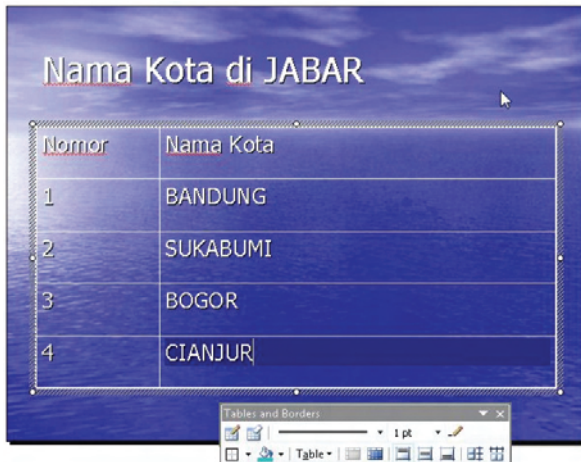 Nama Kota di JABAR
Nomor Nama Kota
1 BANDUNG
2 SUKABUMI
3 BOGOR
4 CIANJUR
Tables and Borders
1 pt
Table